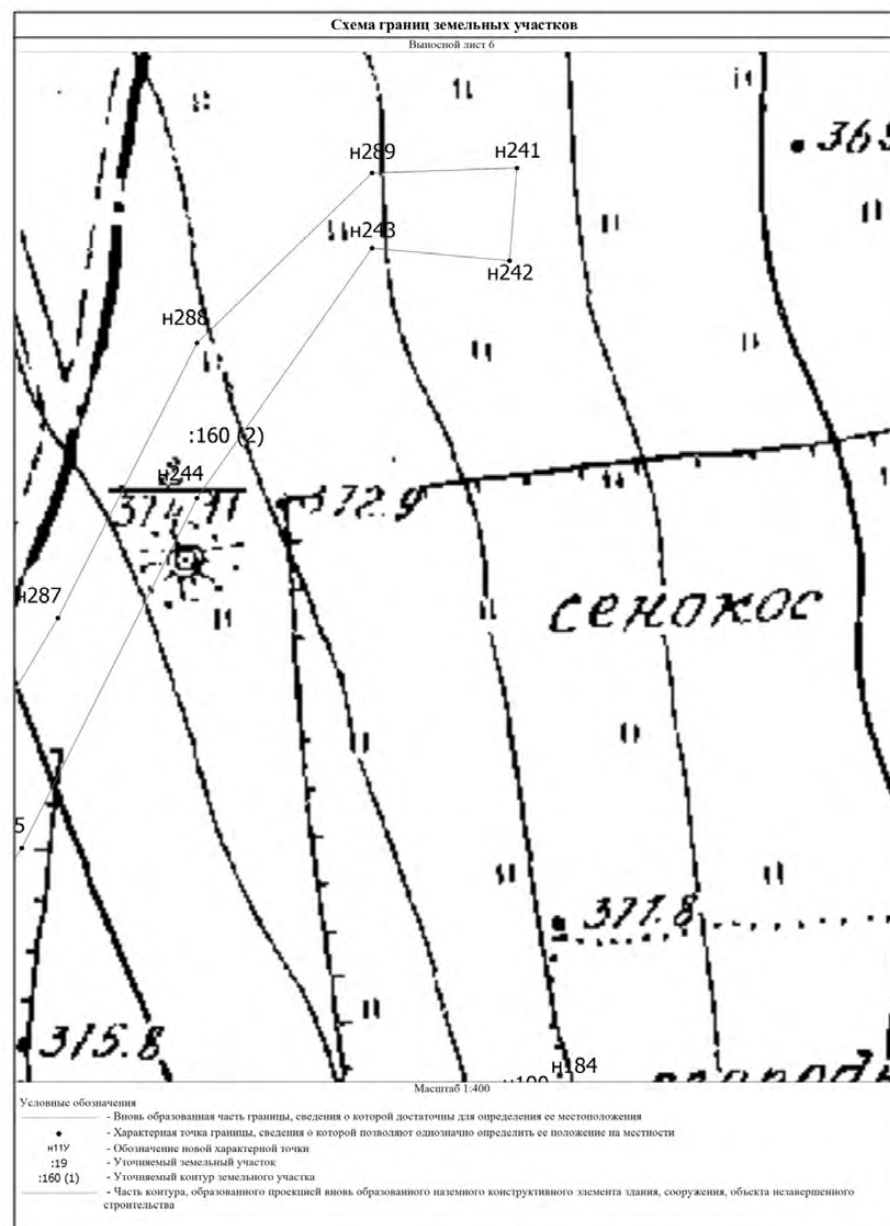 Схема границ земельных участков
Выносной лист 6
н289
н241
369
н243
н242
н288
:160 (2)
н244
372.9
н287
сенокос
5
377.8
315.8
н184
Масштаб 1:400
Условные обозначения
- Вновь образованная часть границы, сведения о которой достаточны для определения ее местоположения
- Характерная точка границы, сведения о которой позволяют однозначно определить ее положение на местности
н11У - Обозначение новой характерной точки
:19 - Уточняемый земельный участок
:160 (1) - Уточняемый контур земельного участка
- Часть контура, образованного проекцией вновь образованного наземного конструктивного элемента здания, сооружения, объекта незавершенного
строительства